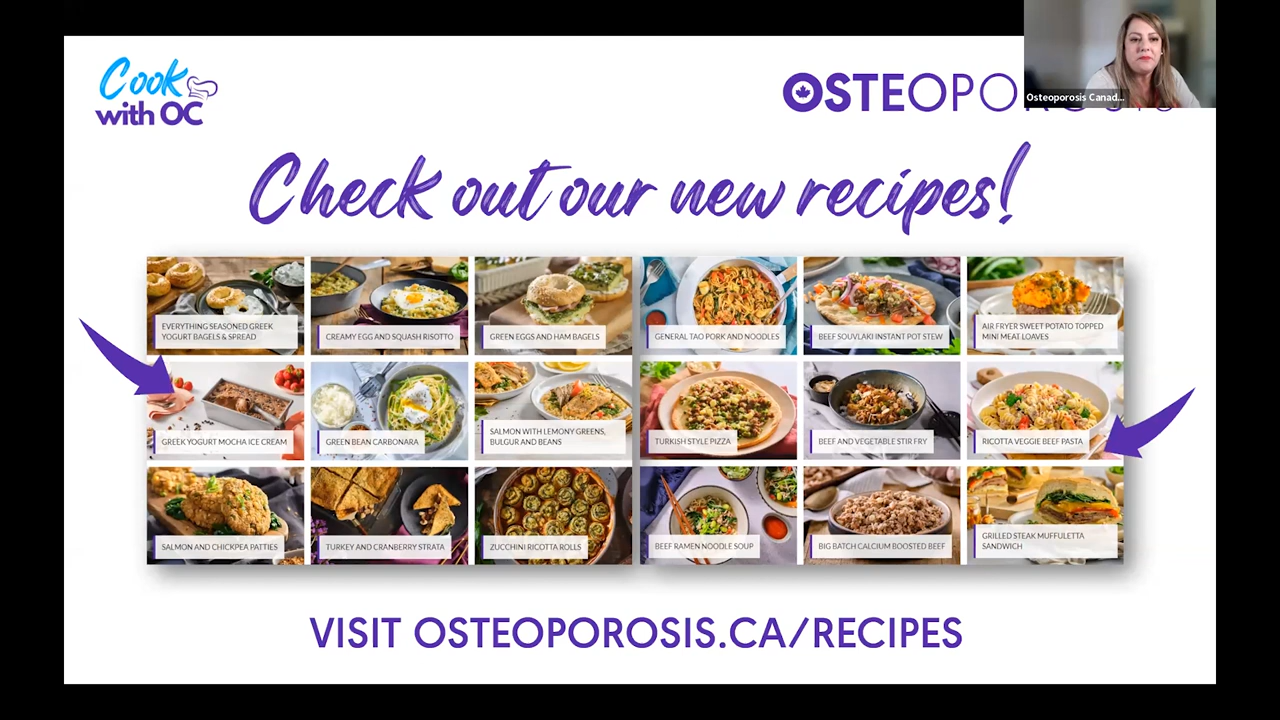 Cook
with OC
OSTEOPOROSIS
Osteoporosis Canad...
Check out our new recipes!
EVERYTHING SEASONED GREEK
YOGURT BAGELS & SPREAD
CREAMY EGG AND SQUASH RISOTTO
GREEN EGGS AND HAM BAGELS
GENERAL TAO PORK AND NOODLES
BEEF SOUVLAKI INSTANT POT STEW
AIR FRYER SWEET POTATO TOPPED
MINI MEAT LOAVES
GREEK YOGURT MOCHA ICE CREAM
GREEN BEAN CARBONARA
SALMON WITH LEMONY GREENS,
BULGUR AND BEANS
TURKISH STYLE PIZZA
BEEF AND VEGETABLE STIR FRY
RICOTTA VEGGIE BEEF PASTA
SALMON AND CHICKPEA PATTIES
TURKEY AND CRANBERRY STRATA
ZUCCHINI RICOTTA ROLLS
BEEF RAMEN NOODLE SOUP
BIG BATCH CALCIUM BOOSTED BEEF
GRILLED STEAK MUFFULETTA
SANDWICH
VISIT OSTEOPOROSIS.CA/RECIPES